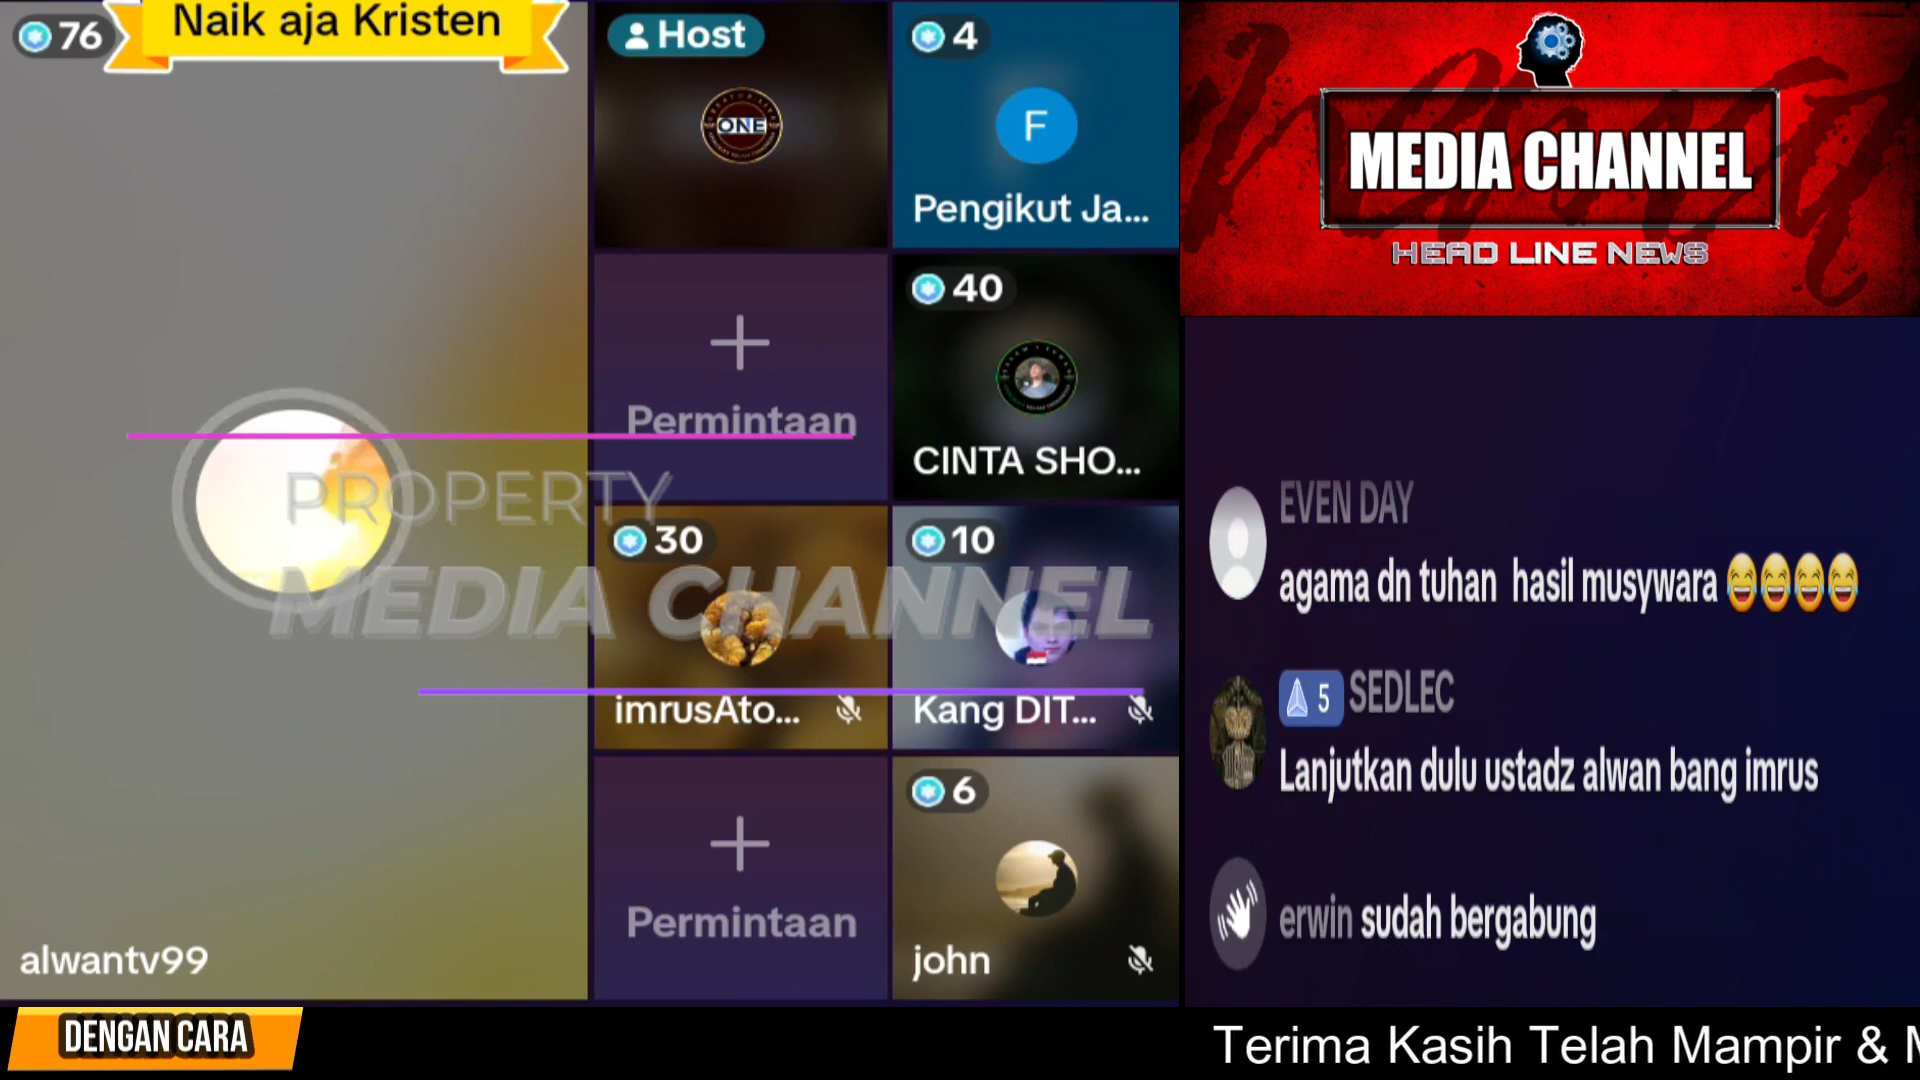 76
Naik aja Kristen
Host
ONE
4
F
Pengikut Ja...
Permintaan
40
CINTA SHO...
PROPERTY
MEDIA CHANNEL
30
imrusAto...
10
Kang DIT...
Permintaan
6
john
alwantv99
MEDIA CHANNEL
HEAD LINE NEWS
EVEN DAY
agama dn tuhan hasil musywara 😂😂😂😂
5 SEDLEC
Lanjutkan dulu ustadz alwan bang imrus
erwin sudah bergabung
DENGAN CARA
Terima Kasih Telah Mampir &